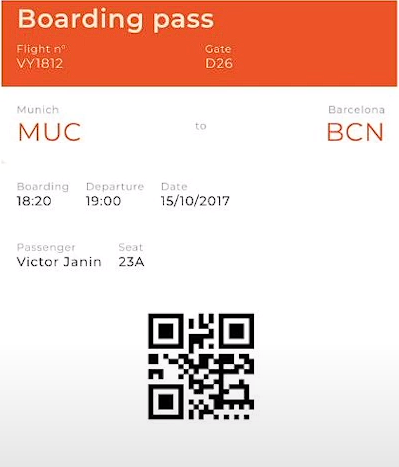 Boarding pass
Flight n° Gate
VY1812 D26
Munich Barcelona
MUC to BCN
Boarding Departure Date
18:20 19:00 15/10/2017
Passenger Seat
Victor Janin 23A